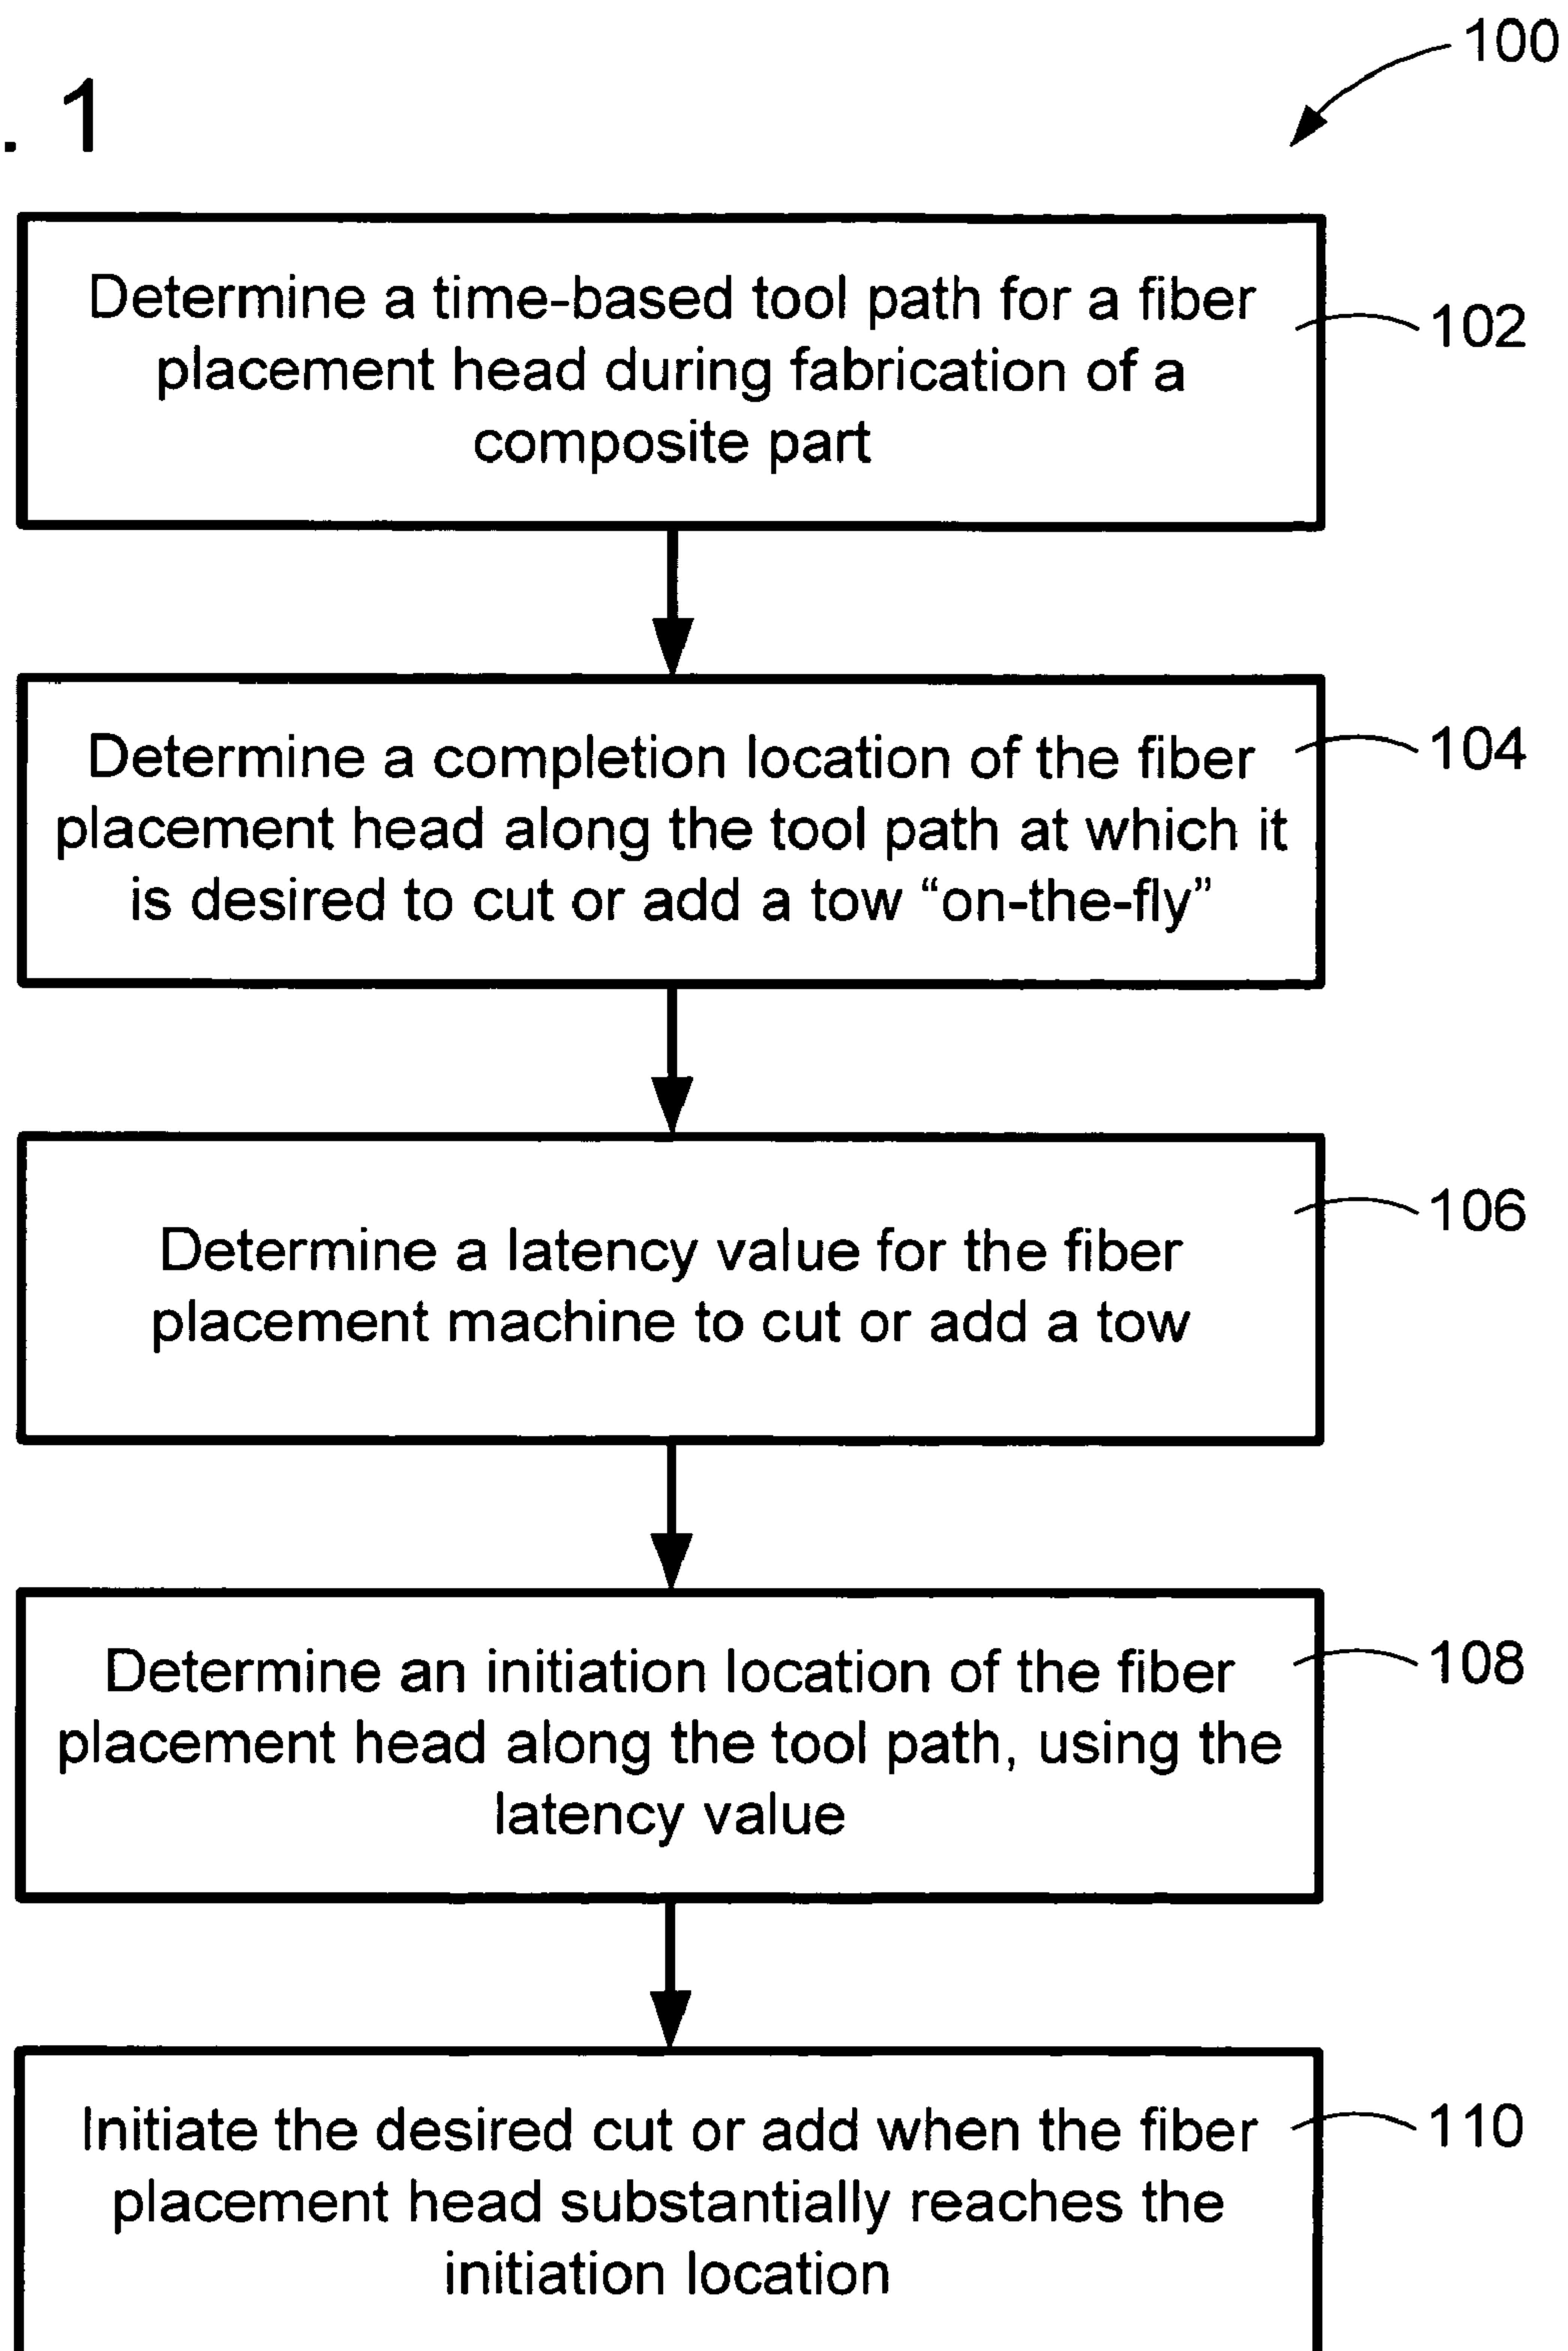 100
. 1
Determine a time-based tool path for a fiber
placement head during fabrication of a
composite part
102
Determine a completion location of the fiber
placement head along the tool path at which it
is desired to cut or add a tow “on-the-fly”
104
Determine a latency value for the fiber
placement machine to cut or add a tow
106
Determine an initiation location of the fiber
placement head along the tool path, using the
latency value
108
Initiate the desired cut or add when the fiber
placement head substantially reaches the
initiation location
110